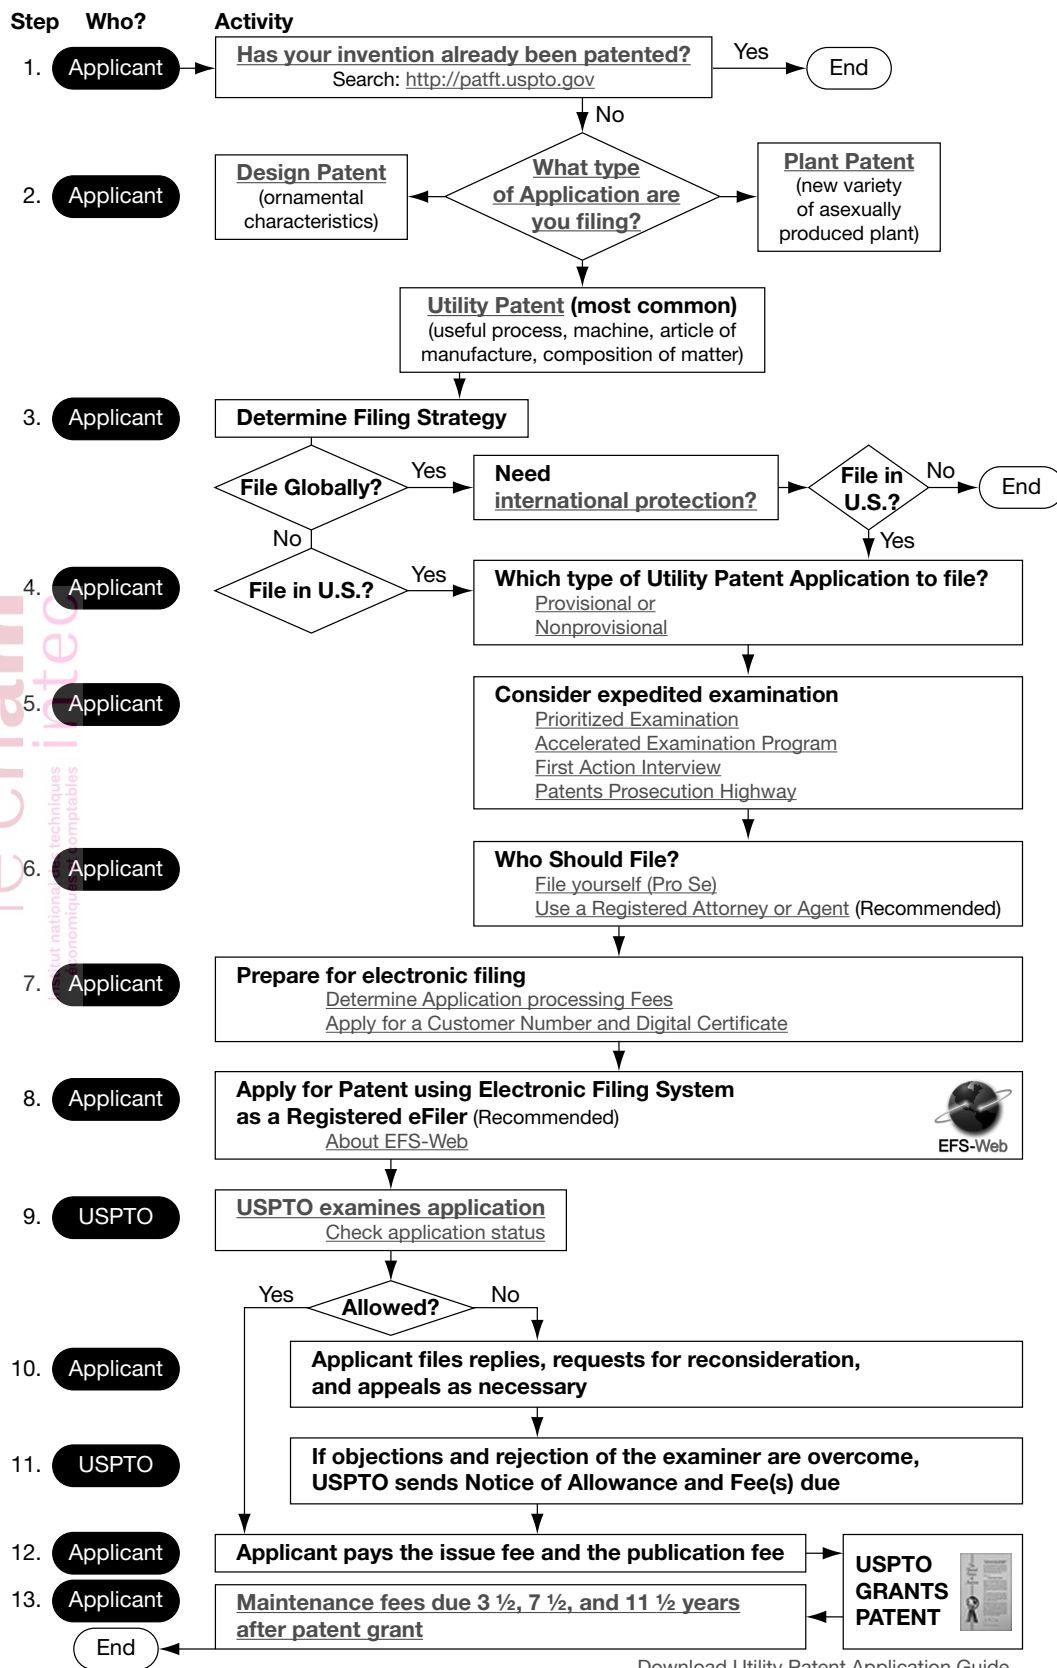 Step Who? Activity
1. Applicant
Has your invention already been patented?
Search: http://patft.uspto.gov
Yes
End
No
2. Applicant
Design Patent
(ornamental
characteristics)
What type
of Application are
you filing?
Plant Patent
(new variety
of asexually
produced plant)
Utility Patent (most common)
(useful process, machine, article of
manufacture, composition of matter)
3. Applicant
Determine Filing Strategy
File Globally?
Yes
Need
international protection?
File in
U.S.?
No
End
No
Yes
4. Applicant
File in U.S.?
Yes
Which type of Utility Patent Application to file?
Provisional or
Nonprovisional
5. Applicant
Consider expedited examination
Prioritized Examination
Accelerated Examination Program
First Action Interview
Patents Prosecution Highway
6. Applicant
Who Should File?
File yourself (Pro Se)
Use a Registered Attorney or Agent (Recommended)
7. Applicant
Prepare for electronic filing
Determine Application processing Fees
Apply for a Customer Number and Digital Certificate
8. Applicant
Apply for Patent using Electronic Filing System
as a Registered eFiler (Recommended)
About EFS-Web
EFS-Web
9. USPTO
USPTO examines application
Check application status
Yes
Allowed?
No
10. Applicant
Applicant files replies, requests for reconsideration,
and appeals as necessary
11. USPTO
If objections and rejection of the examiner are overcome,
USPTO sends Notice of Allowance and Fee(s) due
12. Applicant
Applicant pays the issue fee and the publication fee
USPTO
GRANTS
PATENT
13. Applicant
Maintenance fees due 3 ½, 7 ½, and 11 ½ years
after patent grant
End
intec
Institut national des techniques
économiques et comptables